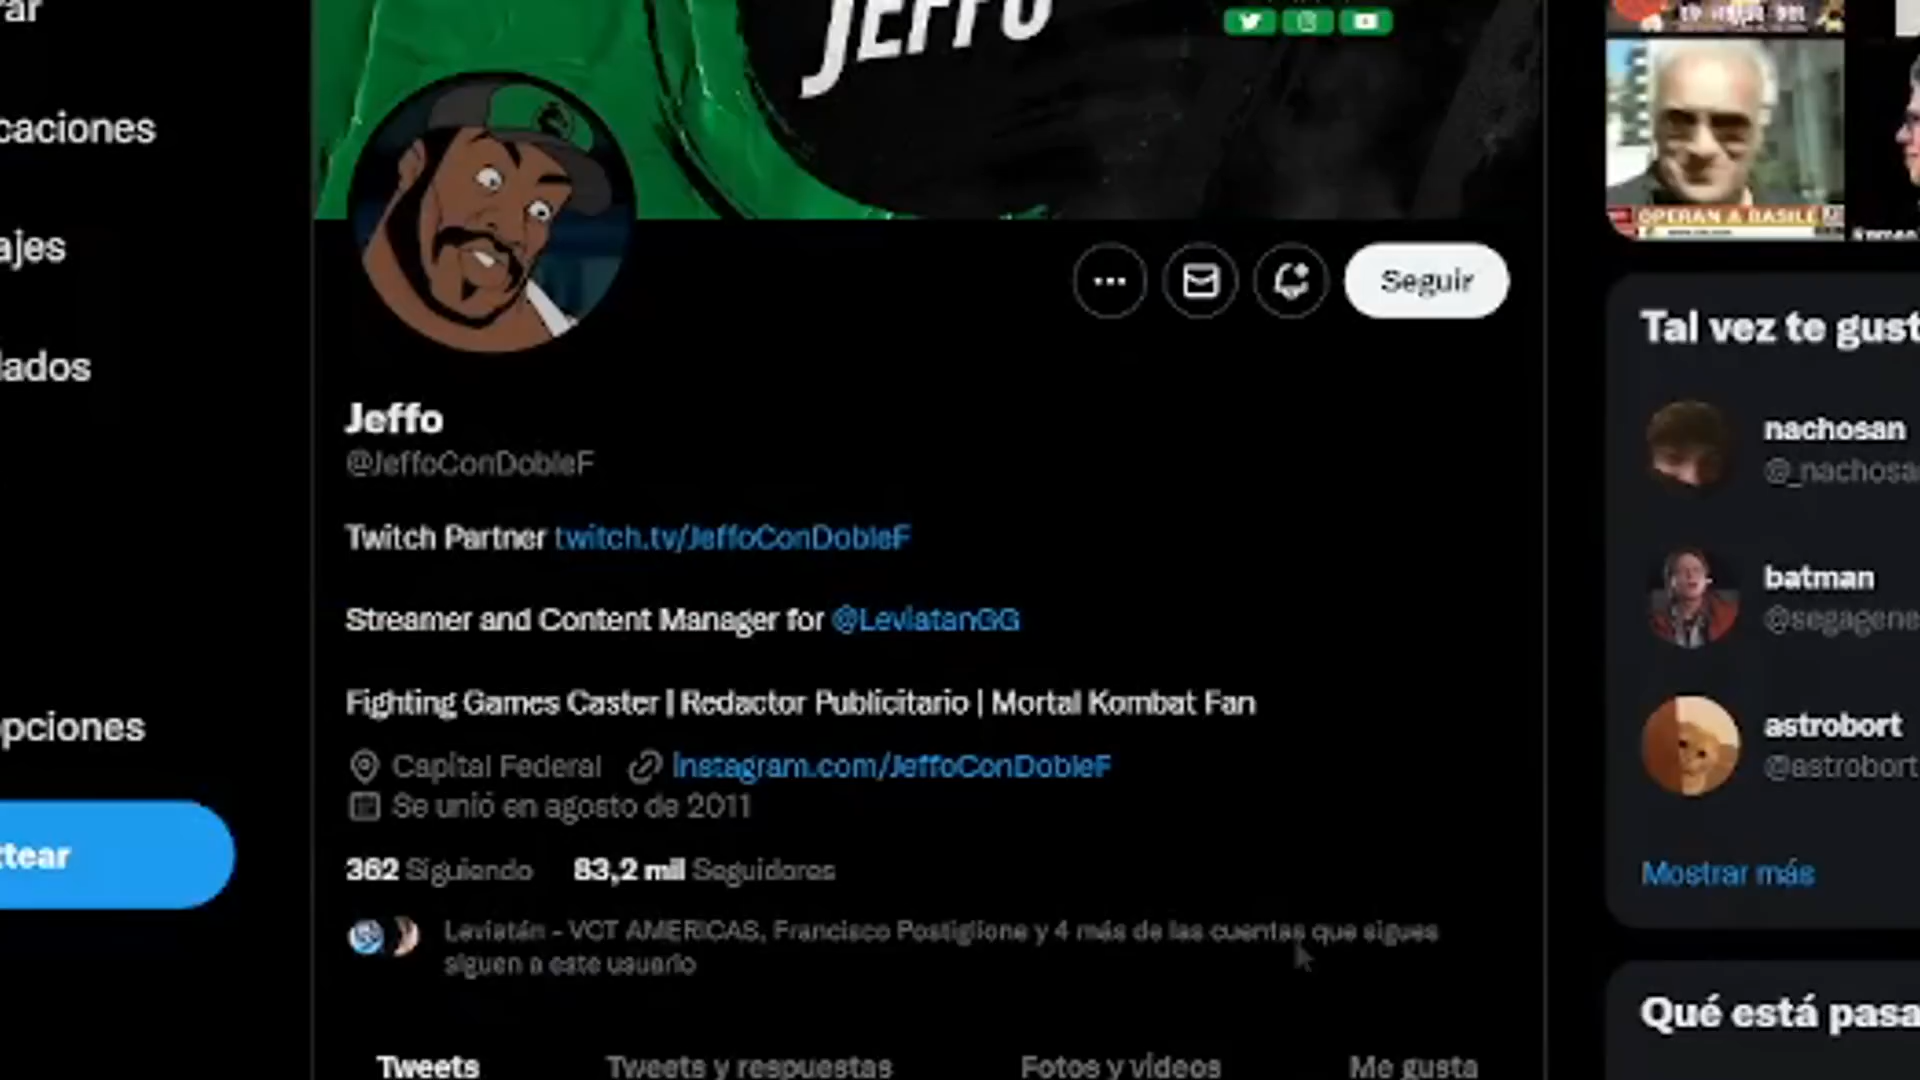 JEFFO
caciones
ajes
lados
pciones
ttear
Seguir
Jeffo
@JeffoConDobleF
Twitch Partner twitch.tv/JeffoConDobleF
Streamer and Content Manager for @LeviatanGG
Fighting Games Caster | Redactor Publicitario | Mortal Kombat Fan
Capital Federal instagram.com/JeffoConDobleF
Se unió en agosto de 2011
362 Siguiendo 83,2 mil Seguidores
Leviatán - VCT AMERICAS, Francisco Postiglione y 4 más de las cuentas que sigues
siguen a este usuario
Tweets Tweets y respuestas Fotos y videos Me gusta
OPERAN A BASILE
Tal vez te gust
nachosan
@_nachosa
batman
@segagene
astrobort
@astrobort
Mostrar más
Qué está pasa